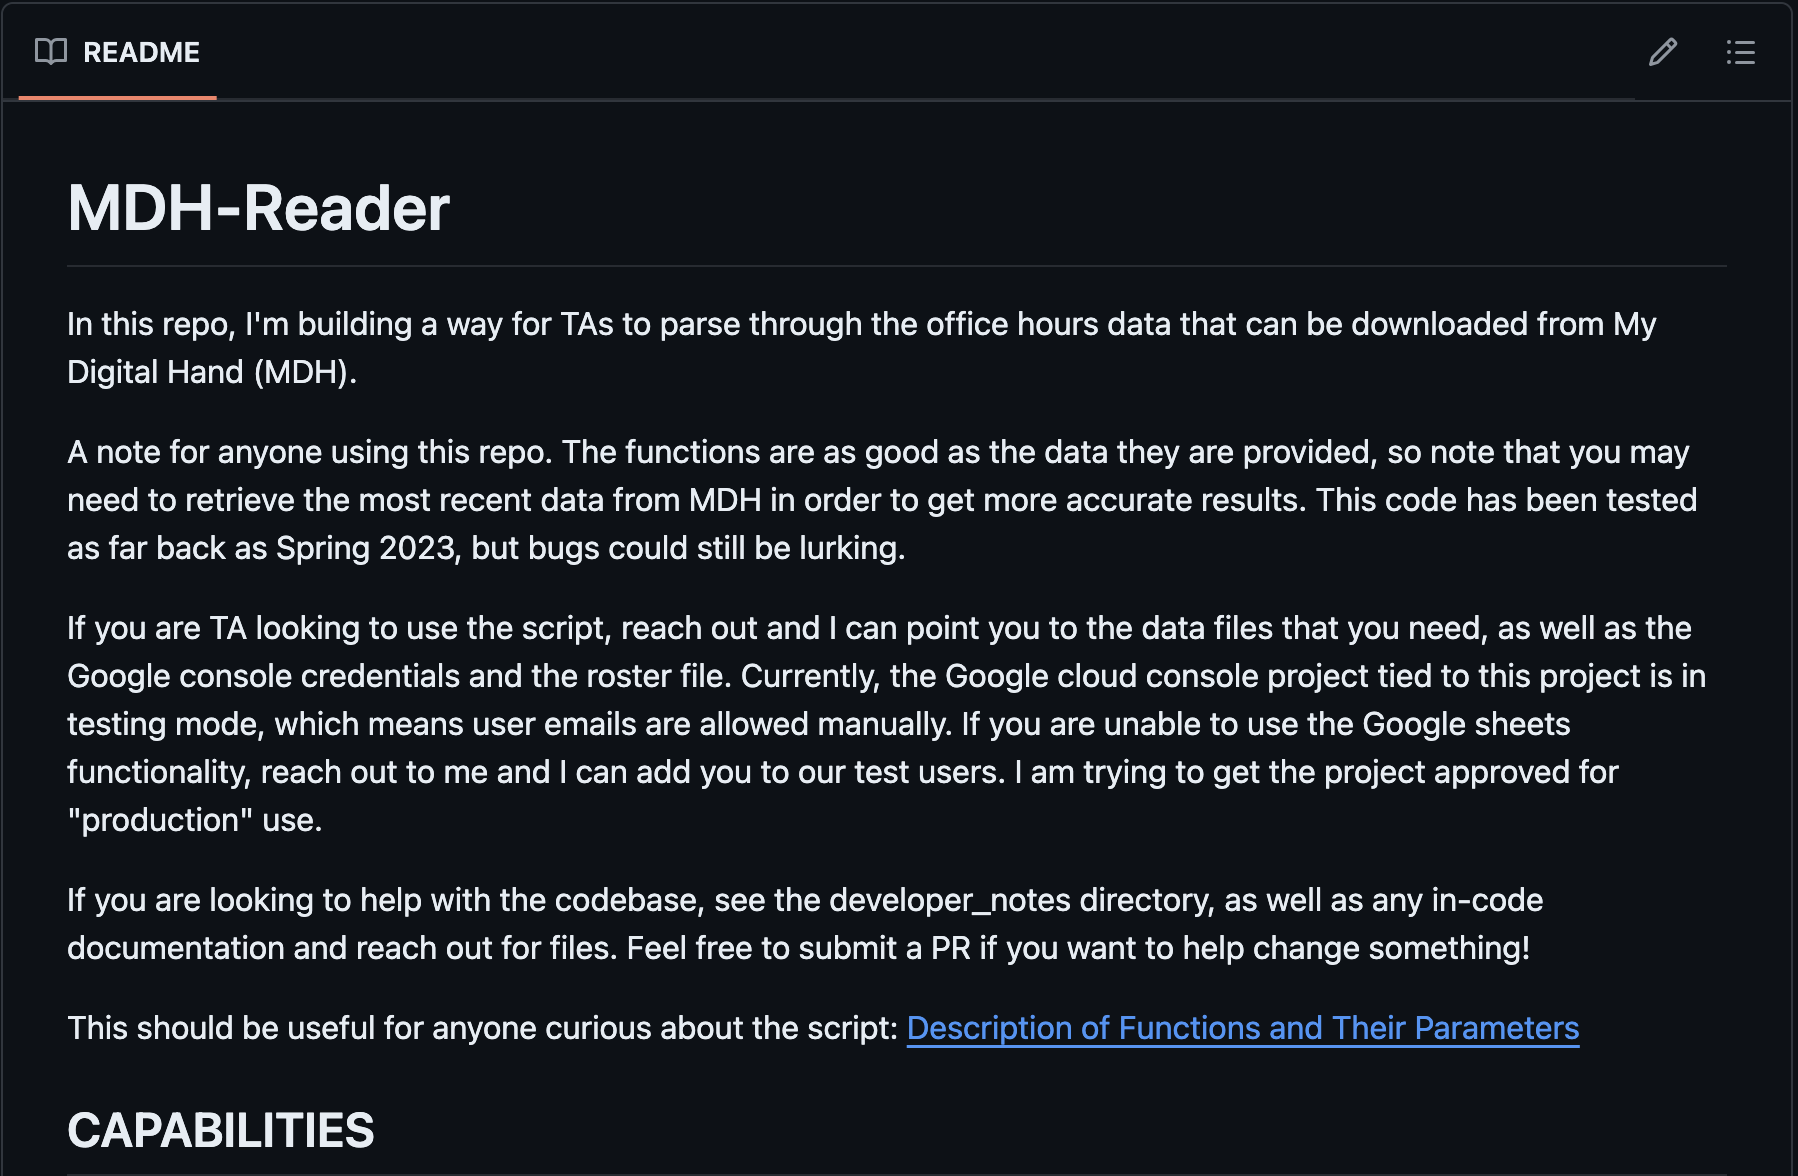 README
MDH-Reader
In this repo, I'm building a way for TAs to parse through the office hours data that can be downloaded from My
Digital Hand (MDH).
A note for anyone using this repo. The functions are as good as the data they are provided, so note that you may
need to retrieve the most recent data from MDH in order to get more accurate results. This code has been tested
as far back as Spring 2023, but bugs could still be lurking.
If you are TA looking to use the script, reach out and I can point you to the data files that you need, as well as the
Google console credentials and the roster file. Currently, the Google cloud console project tied to this project is in
testing mode, which means user emails are allowed manually. If you are unable to use the Google sheets
functionality, reach out to me and I can add you to our test users. I am trying to get the project approved for
"production" use.
If you are looking to help with the codebase, see the developer_notes directory, as well as any in-code
documentation and reach out for files. Feel free to submit a PR if you want to help change something!
This should be useful for anyone curious about the script: Description of Functions and Their Parameters
CAPABILITIES